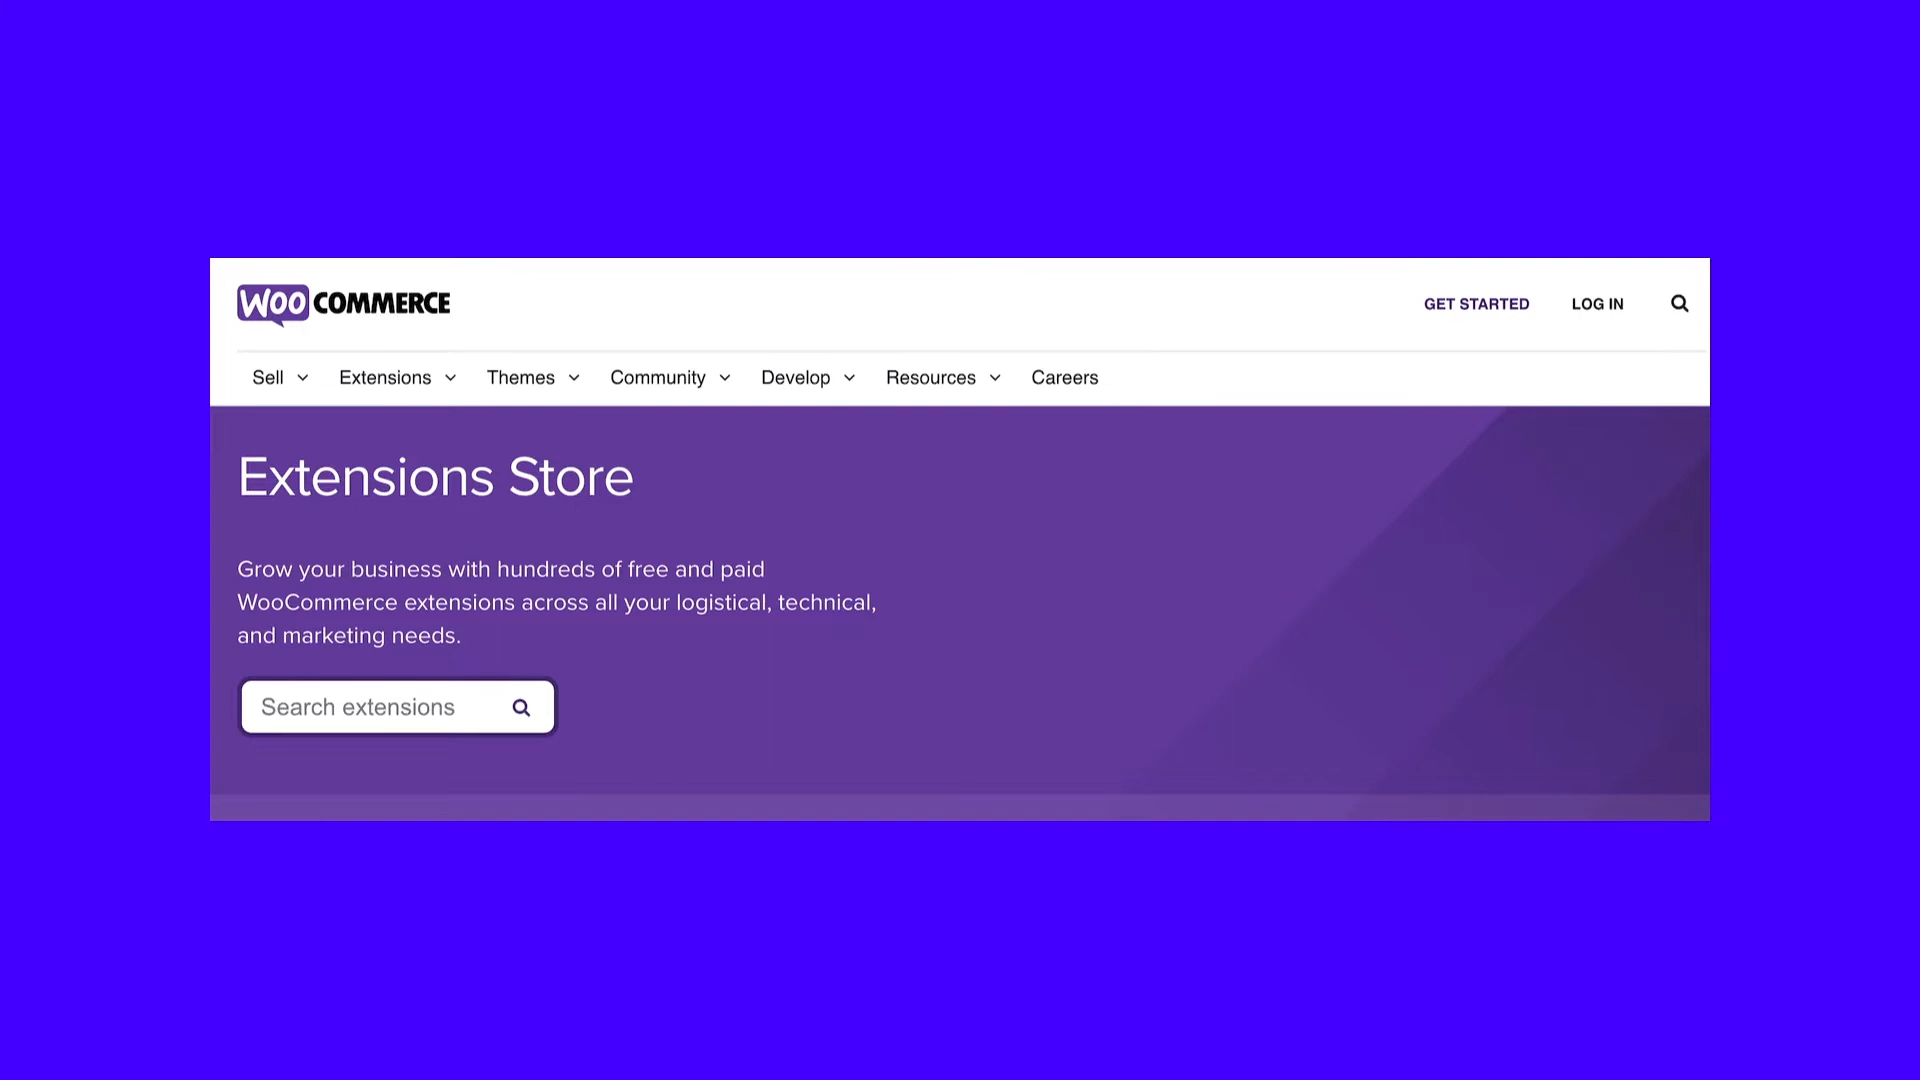 WOO COMMERCE
GET STARTED
LOG IN
Sell
Extensions
Themes
Community
Develop
Resources
Careers
Extensions Store
Grow your business with hundreds of free and paid
WooCommerce extensions across all your logistical, technical,
and marketing needs.
Search extensions